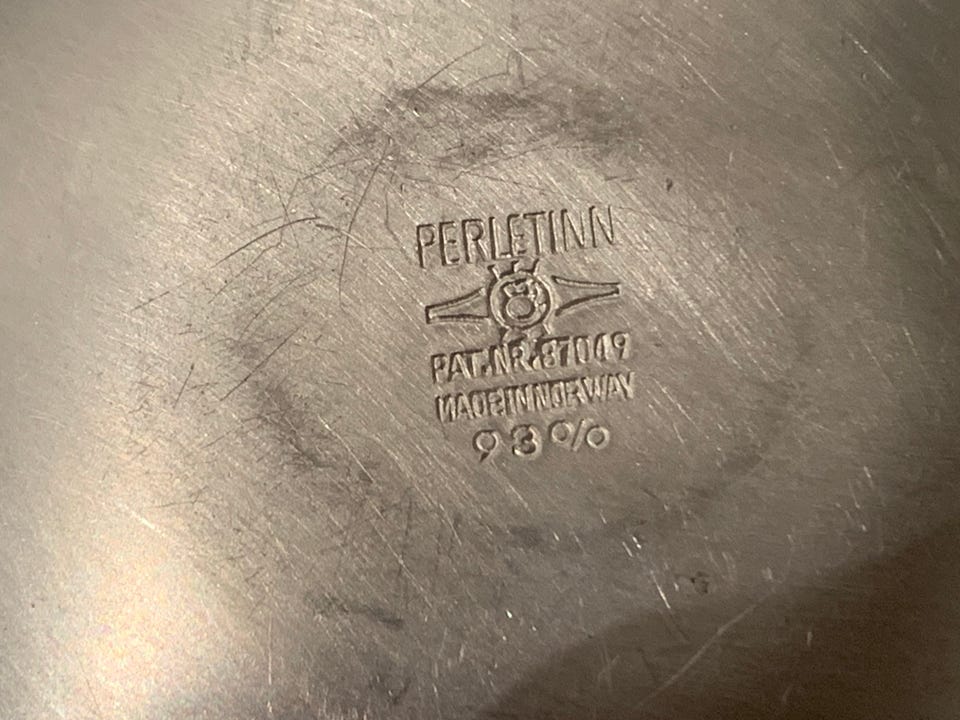 PERLETINN
PAT.NR.87049
MADE IN NORWAY
93%